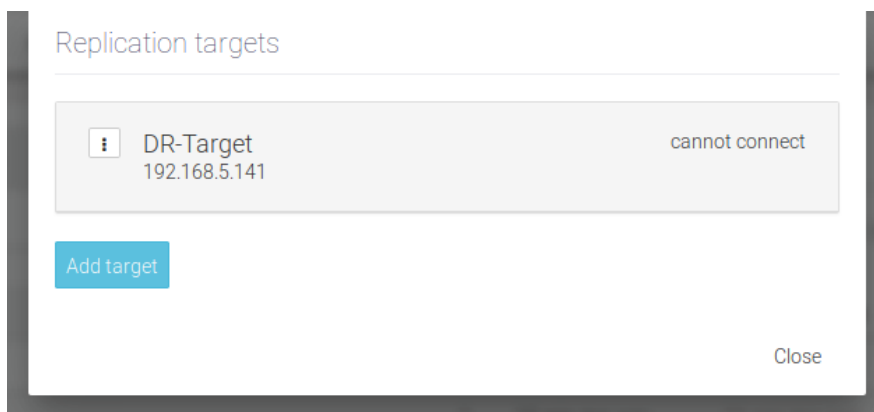 Replication targets
DR-Target
cannot connect
192.168.5.141
Add target
Close